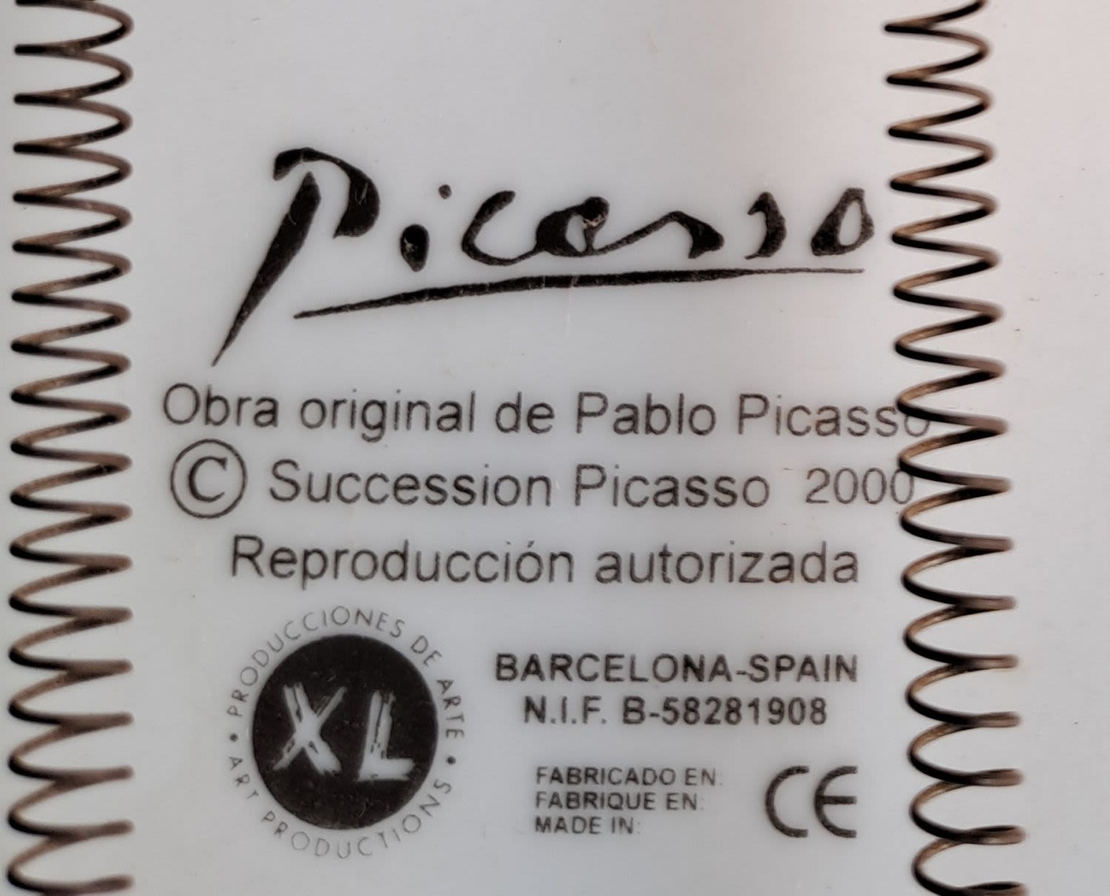 Picasso
Obra original de Pablo Picasso
© Succession Picasso 2000
Reproducción autorizada
• PRODUCCIONES DE ARTE •
XL
ART PRODUCTIONS
BARCELONA-SPAIN
N.I.F. B-58281908
FABRICADO EN:
FABRIQUE EN:
MADE IN:
CE